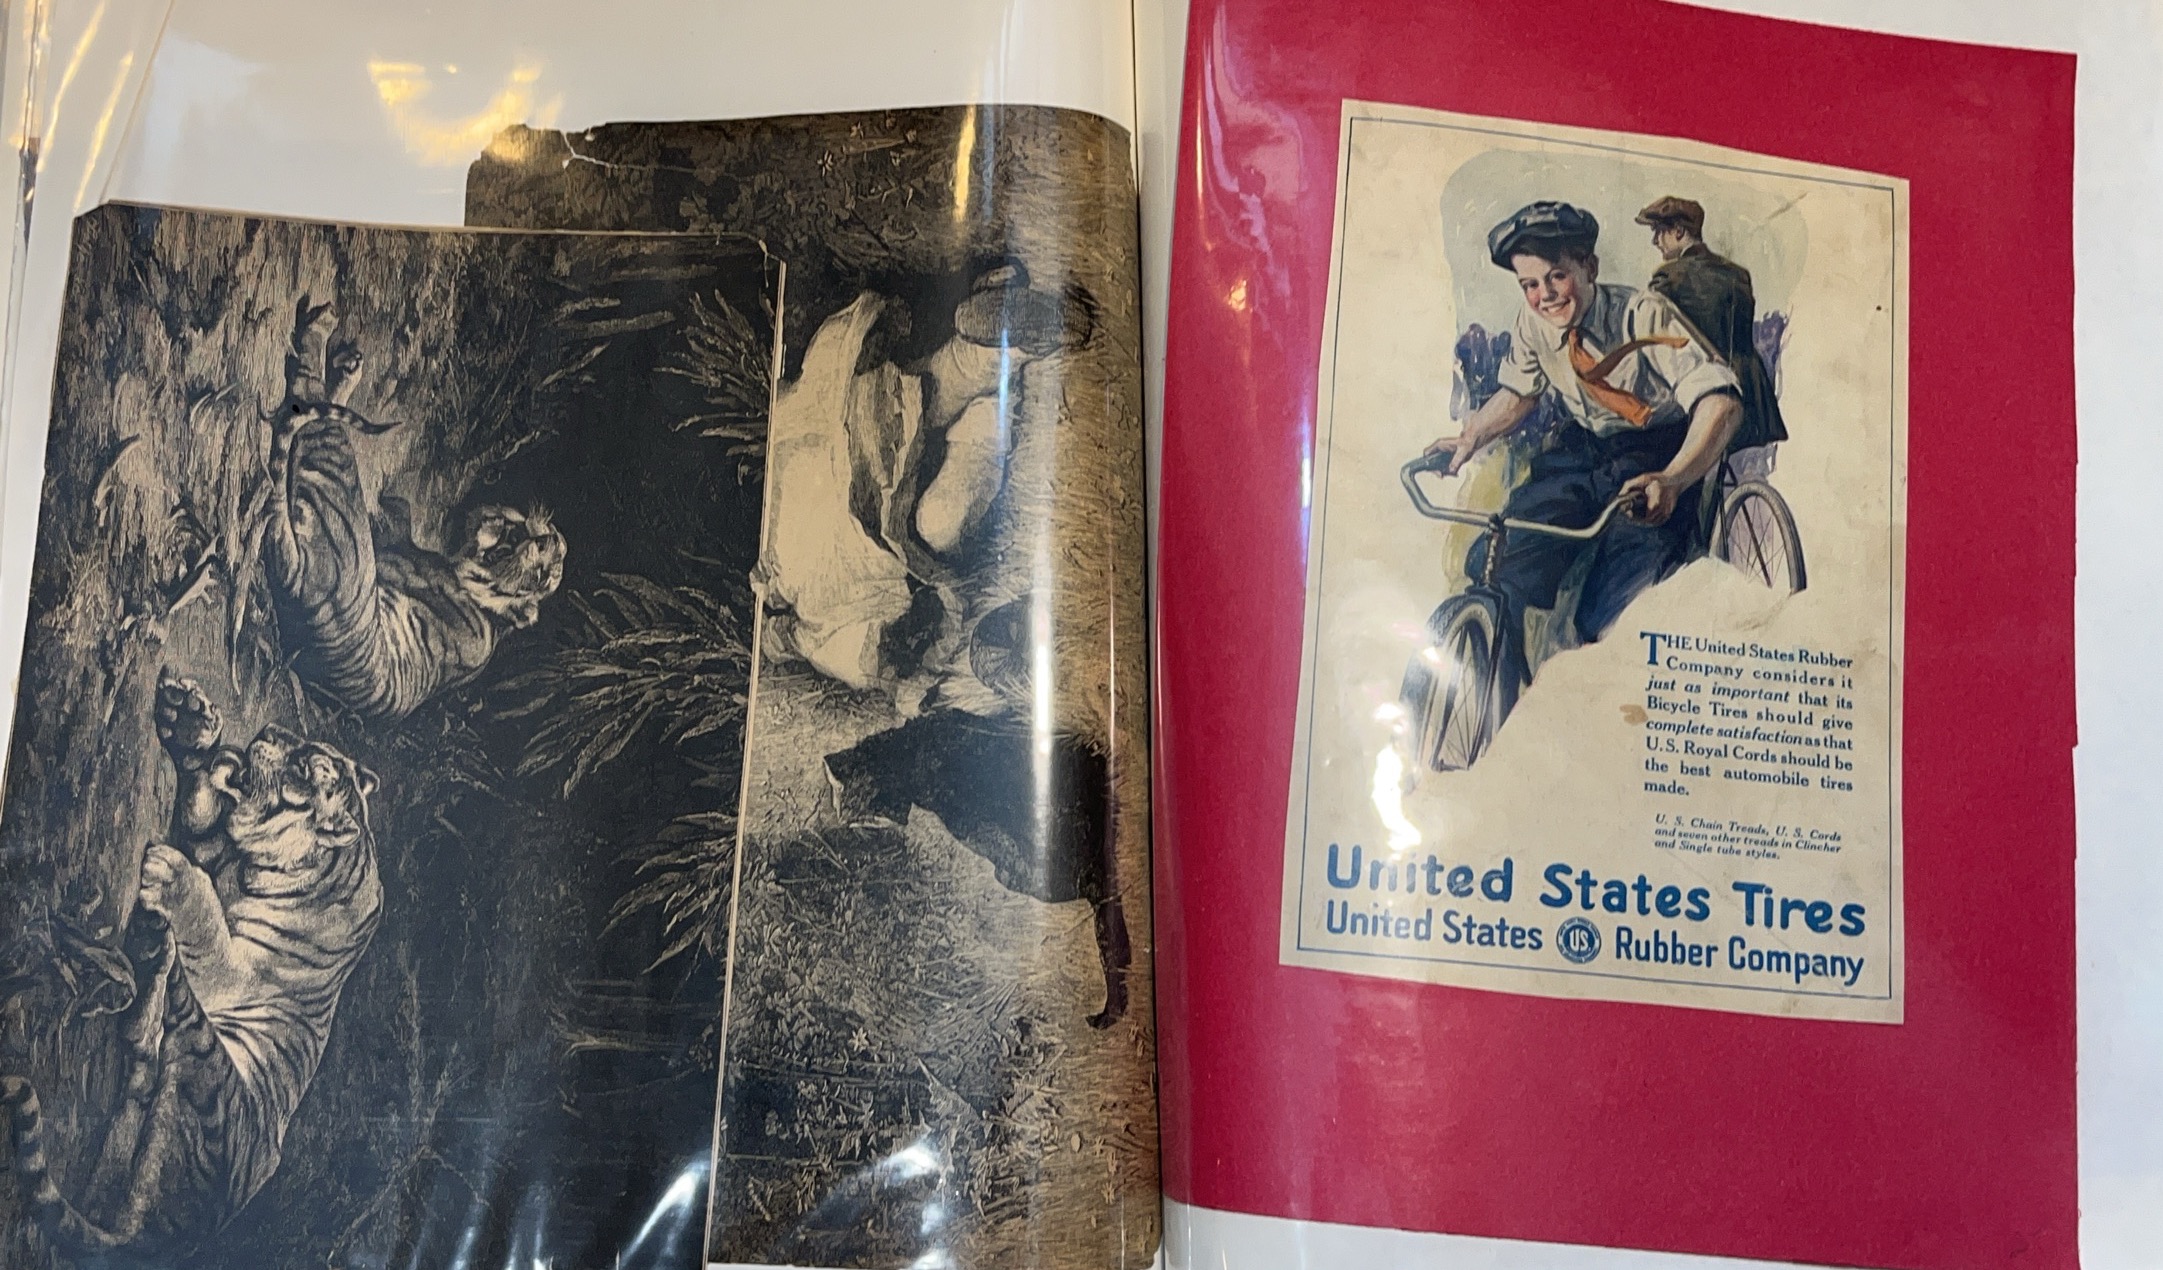 THE United States Rubber
Company considers it
just as important that its
Bicycle Tires should give
complete satisfaction as that
U.S. Royal Cords should be
the best automobile tires
made.
U. S. Chain Treads, U. S. Cords
and seven other treads in Clincher
and Single tube styles.
United States Tires
United States US Rubber Company